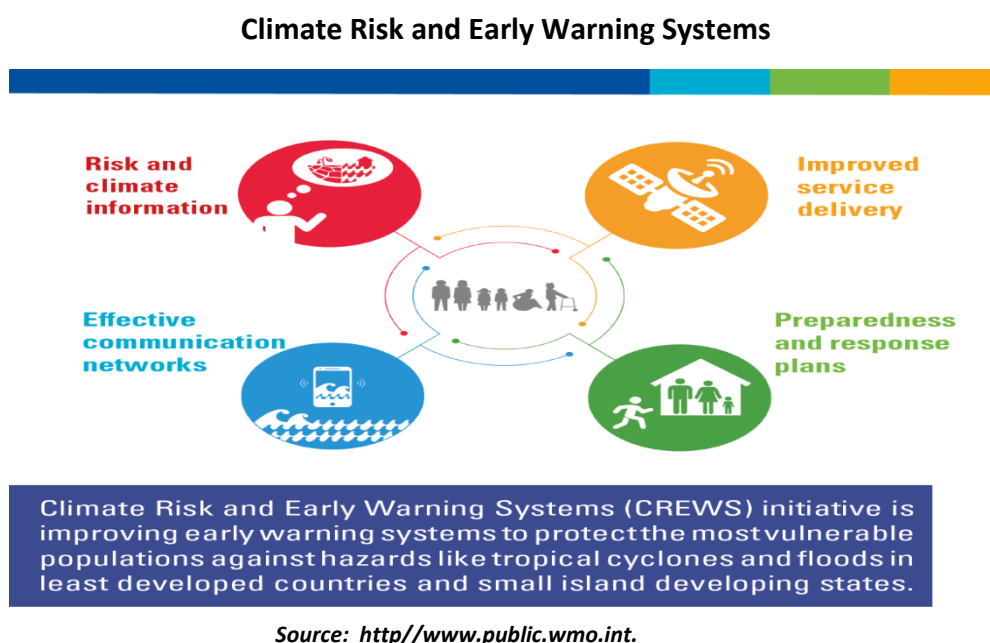 Climate Risk and Early Warning Systems
Risk and
climate
information
Improved
service
delivery
Effective
communication
networks
Preparedness
and response
plans
Climate Risk and Early Warning Systems (CREWS) initiative is
improving early warning systems to protect the most vulnerable
populations against hazards like tropical cyclones and floods in
least developed countries and small island developing states.
Source: http//www.public.wmo.int.